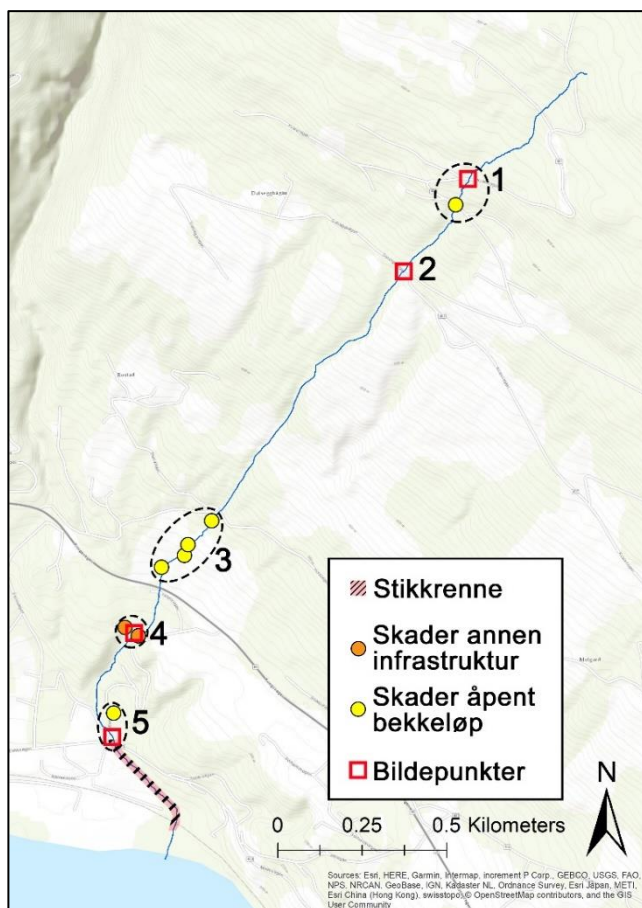 1
2
3
4
5
Stikkrenne
Skader annen
infrastruktur
Skader åpent
bekkeløp
Bildepunkter
N
0 0.25 0.5 Kilometers
Sources: Esri, HERE, Garmin, Intermap, increment P Corp., GEBCO, USGS, FAO,
NPS, NRCAN, GeoBase, IGN, Kadaster NL, Ordnance Survey, Esri Japan, METI,
Esri China (Hong Kong), swisstopo, © OpenStreetMap contributors, and the GIS
User Community